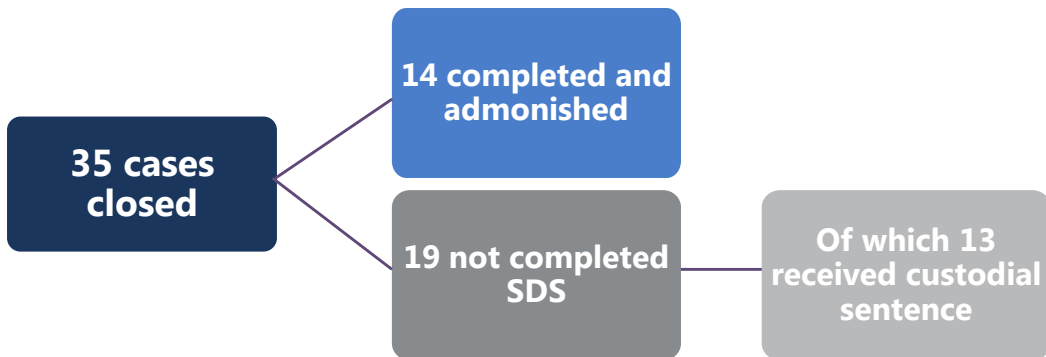 35 cases
closed
14 completed and
admonished
19 not completed
SDS
Of which 13
received custodial
sentence